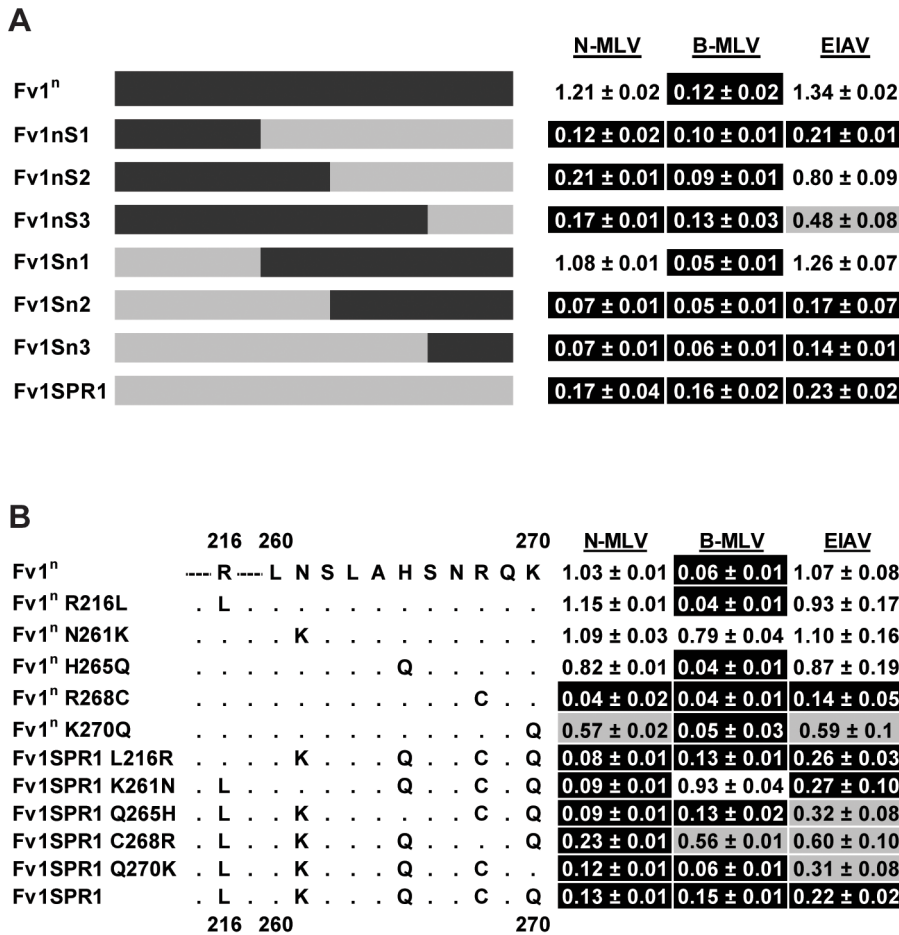 A
N-MLV B-MLV EIAV
Fv1ⁿ 1.21 ± 0.02 0.12 ± 0.02 1.34 ± 0.02
Fv1nS1 0.12 ± 0.02 0.10 ± 0.01 0.21 ± 0.01
Fv1nS2 0.21 ± 0.01 0.09 ± 0.01 0.80 ± 0.09
Fv1nS3 0.17 ± 0.01 0.13 ± 0.03 0.48 ± 0.08
Fv1Sn1 1.08 ± 0.01 0.05 ± 0.01 1.26 ± 0.07
Fv1Sn2 0.07 ± 0.01 0.05 ± 0.01 0.17 ± 0.07
Fv1Sn3 0.07 ± 0.01 0.06 ± 0.01 0.14 ± 0.01
Fv1SPR1 0.17 ± 0.04 0.16 ± 0.02 0.23 ± 0.02
B
216 260 270 N-MLV B-MLV EIAV
Fv1ⁿ ---- R ---- L N S L A H S N R Q K 1.03 ± 0.01 0.06 ± 0.01 1.07 ± 0.08
Fv1ⁿ R216L . L . . . . . . . . . . . 1.15 ± 0.01 0.04 ± 0.01 0.93 ± 0.17
Fv1ⁿ N261K . . . K . . . . . . . . . 1.09 ± 0.03 0.79 ± 0.04 1.10 ± 0.16
Fv1ⁿ H265Q . . . . . . . Q . . . . . 0.82 ± 0.01 0.04 ± 0.01 0.87 ± 0.19
Fv1ⁿ R268C . . . . . . . . . . C . . 0.04 ± 0.02 0.04 ± 0.01 0.14 ± 0.05
Fv1ⁿ K270Q . . . . . . . . . . . . Q 0.57 ± 0.02 0.05 ± 0.03 0.59 ± 0.1
Fv1SPR1 L216R . . . K . . . Q . . C . Q 0.08 ± 0.01 0.13 ± 0.01 0.26 ± 0.03
Fv1SPR1 K261N . L . . . . . Q . . C . Q 0.09 ± 0.01 0.93 ± 0.04 0.27 ± 0.10
Fv1SPR1 Q265H . L . K . . . . . . C . Q 0.09 ± 0.01 0.13 ± 0.02 0.32 ± 0.08
Fv1SPR1 C268R . L . K . . . Q . . . . Q 0.23 ± 0.01 0.56 ± 0.01 0.60 ± 0.10
Fv1SPR1 Q270K . L . K . . . Q . . C . . 0.12 ± 0.01 0.06 ± 0.01 0.31 ± 0.08
Fv1SPR1 . L . K . . . Q . . C . Q 0.13 ± 0.01 0.15 ± 0.01 0.22 ± 0.02
216 260 270